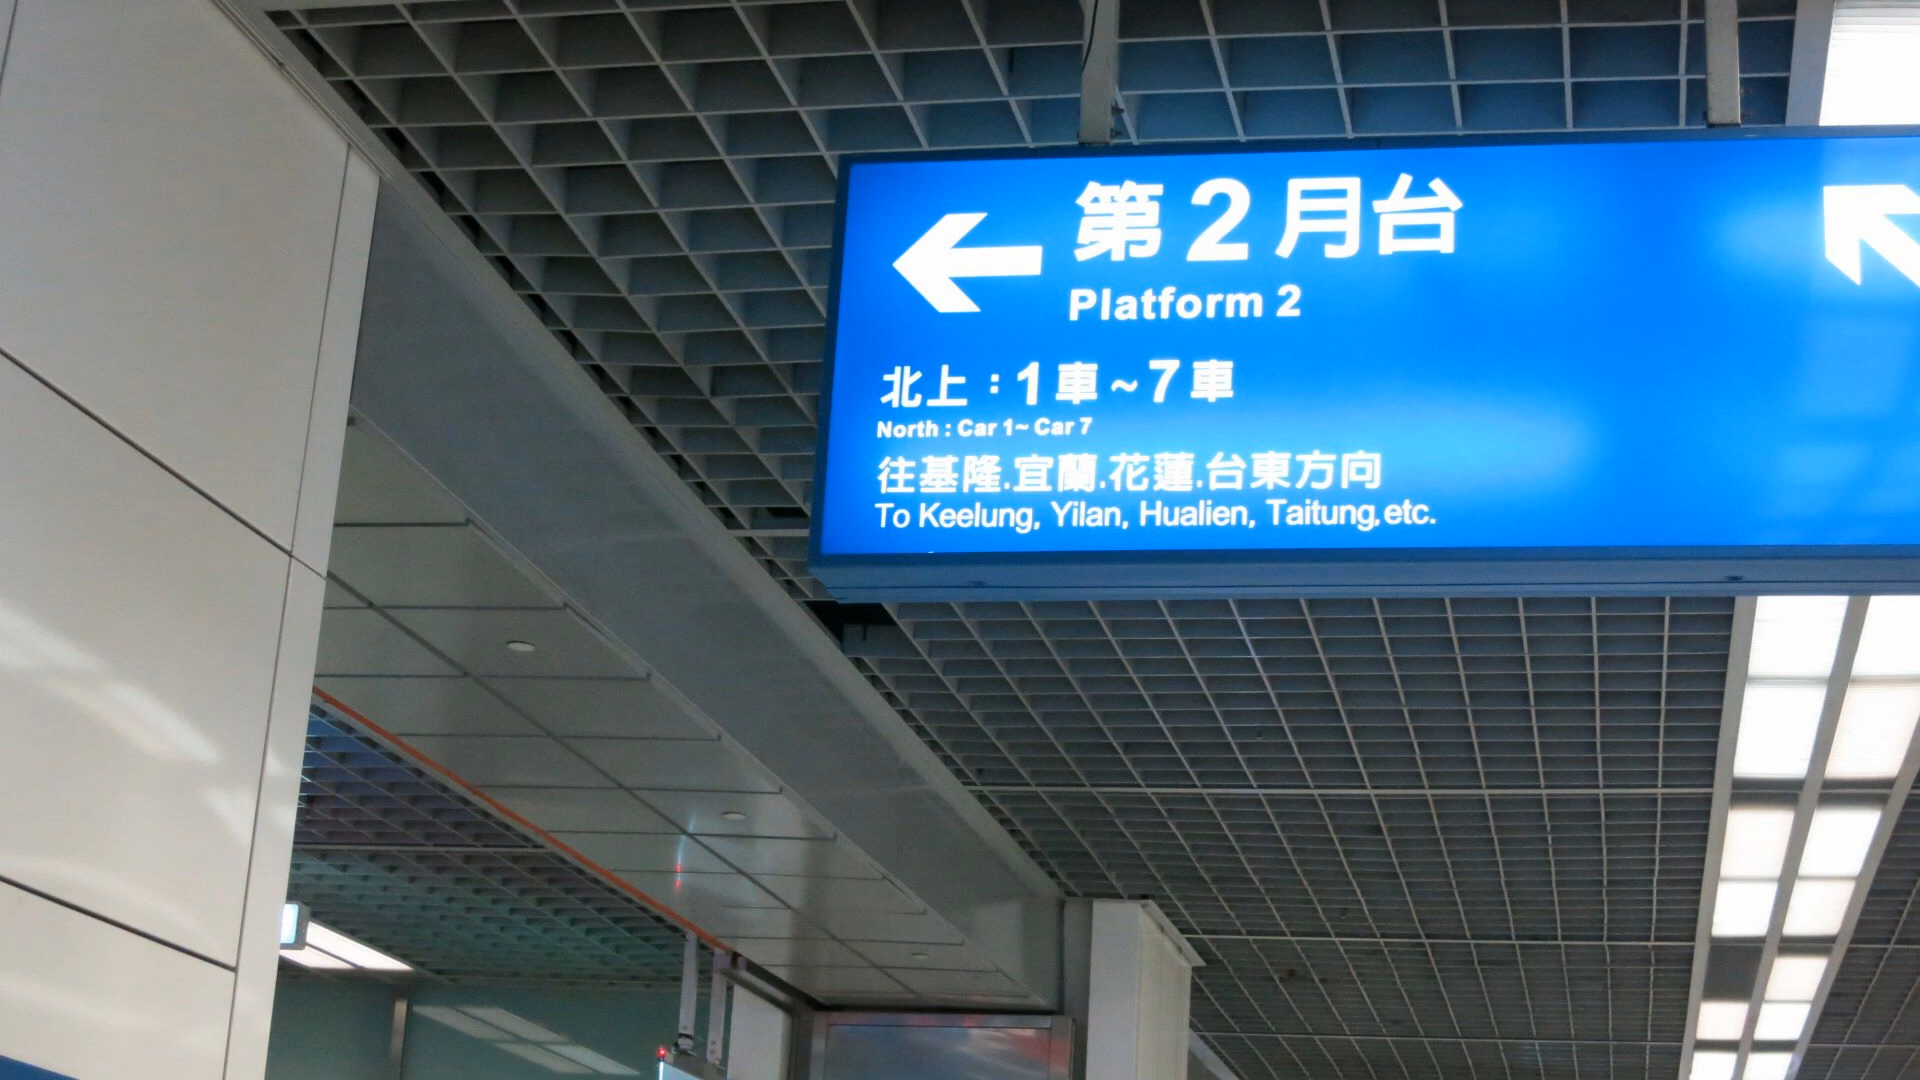 第2月台
Platform 2
北上：1車~7車
North : Car 1~ Car 7
往基隆.宜蘭.花蓮.台東方向
To Keelung, Yilan, Hualien, Taitung, etc.